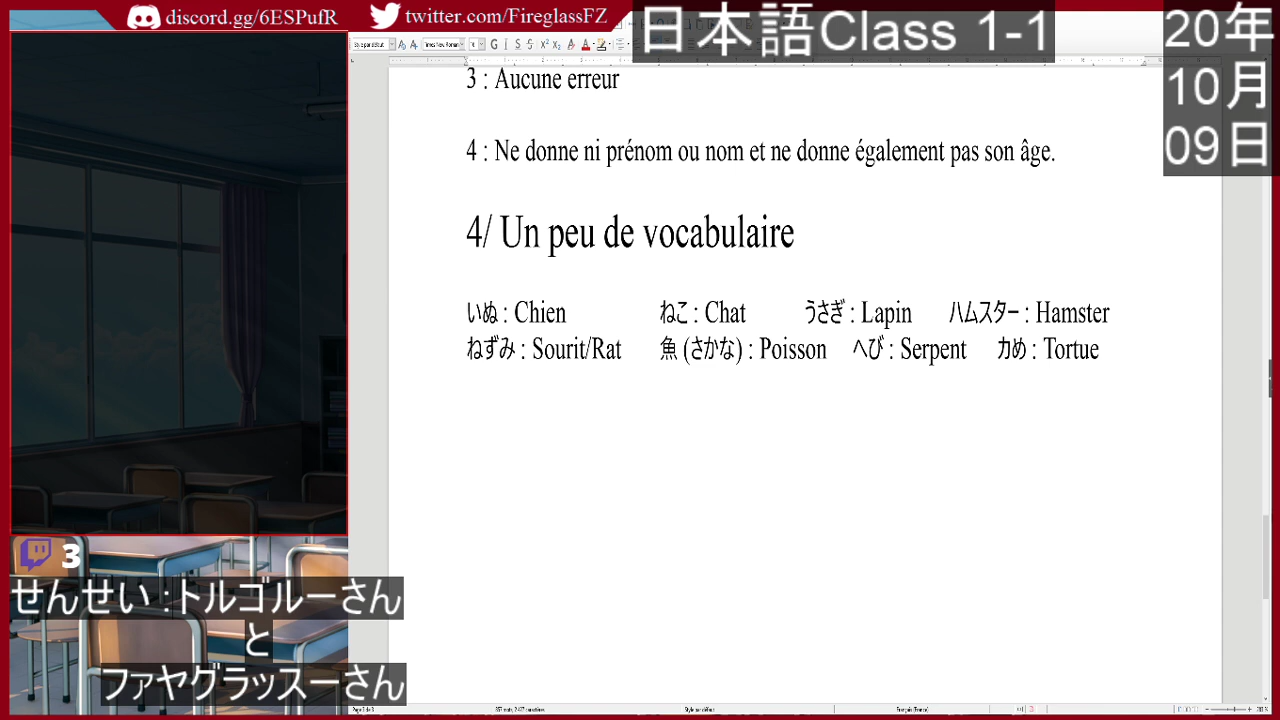 discord.gg/6ESPufR
twitter.com/FireglassFZ
日本語Class 1-1
20年
10月
09日
3 : Aucune erreur
4 : Ne donne ni prénom ou nom et ne donne également pas son âge.
4/ Un peu de vocabulaire
いぬ : Chien ねこ : Chat うさぎ : Lapin ハムスター : Hamster
ねずみ : Sourit/Rat 魚 (さかな) : Poisson へび : Serpent カめ : Tortue
3
せんせい :トルゴルーさん
と
ファヤグラッスーさん